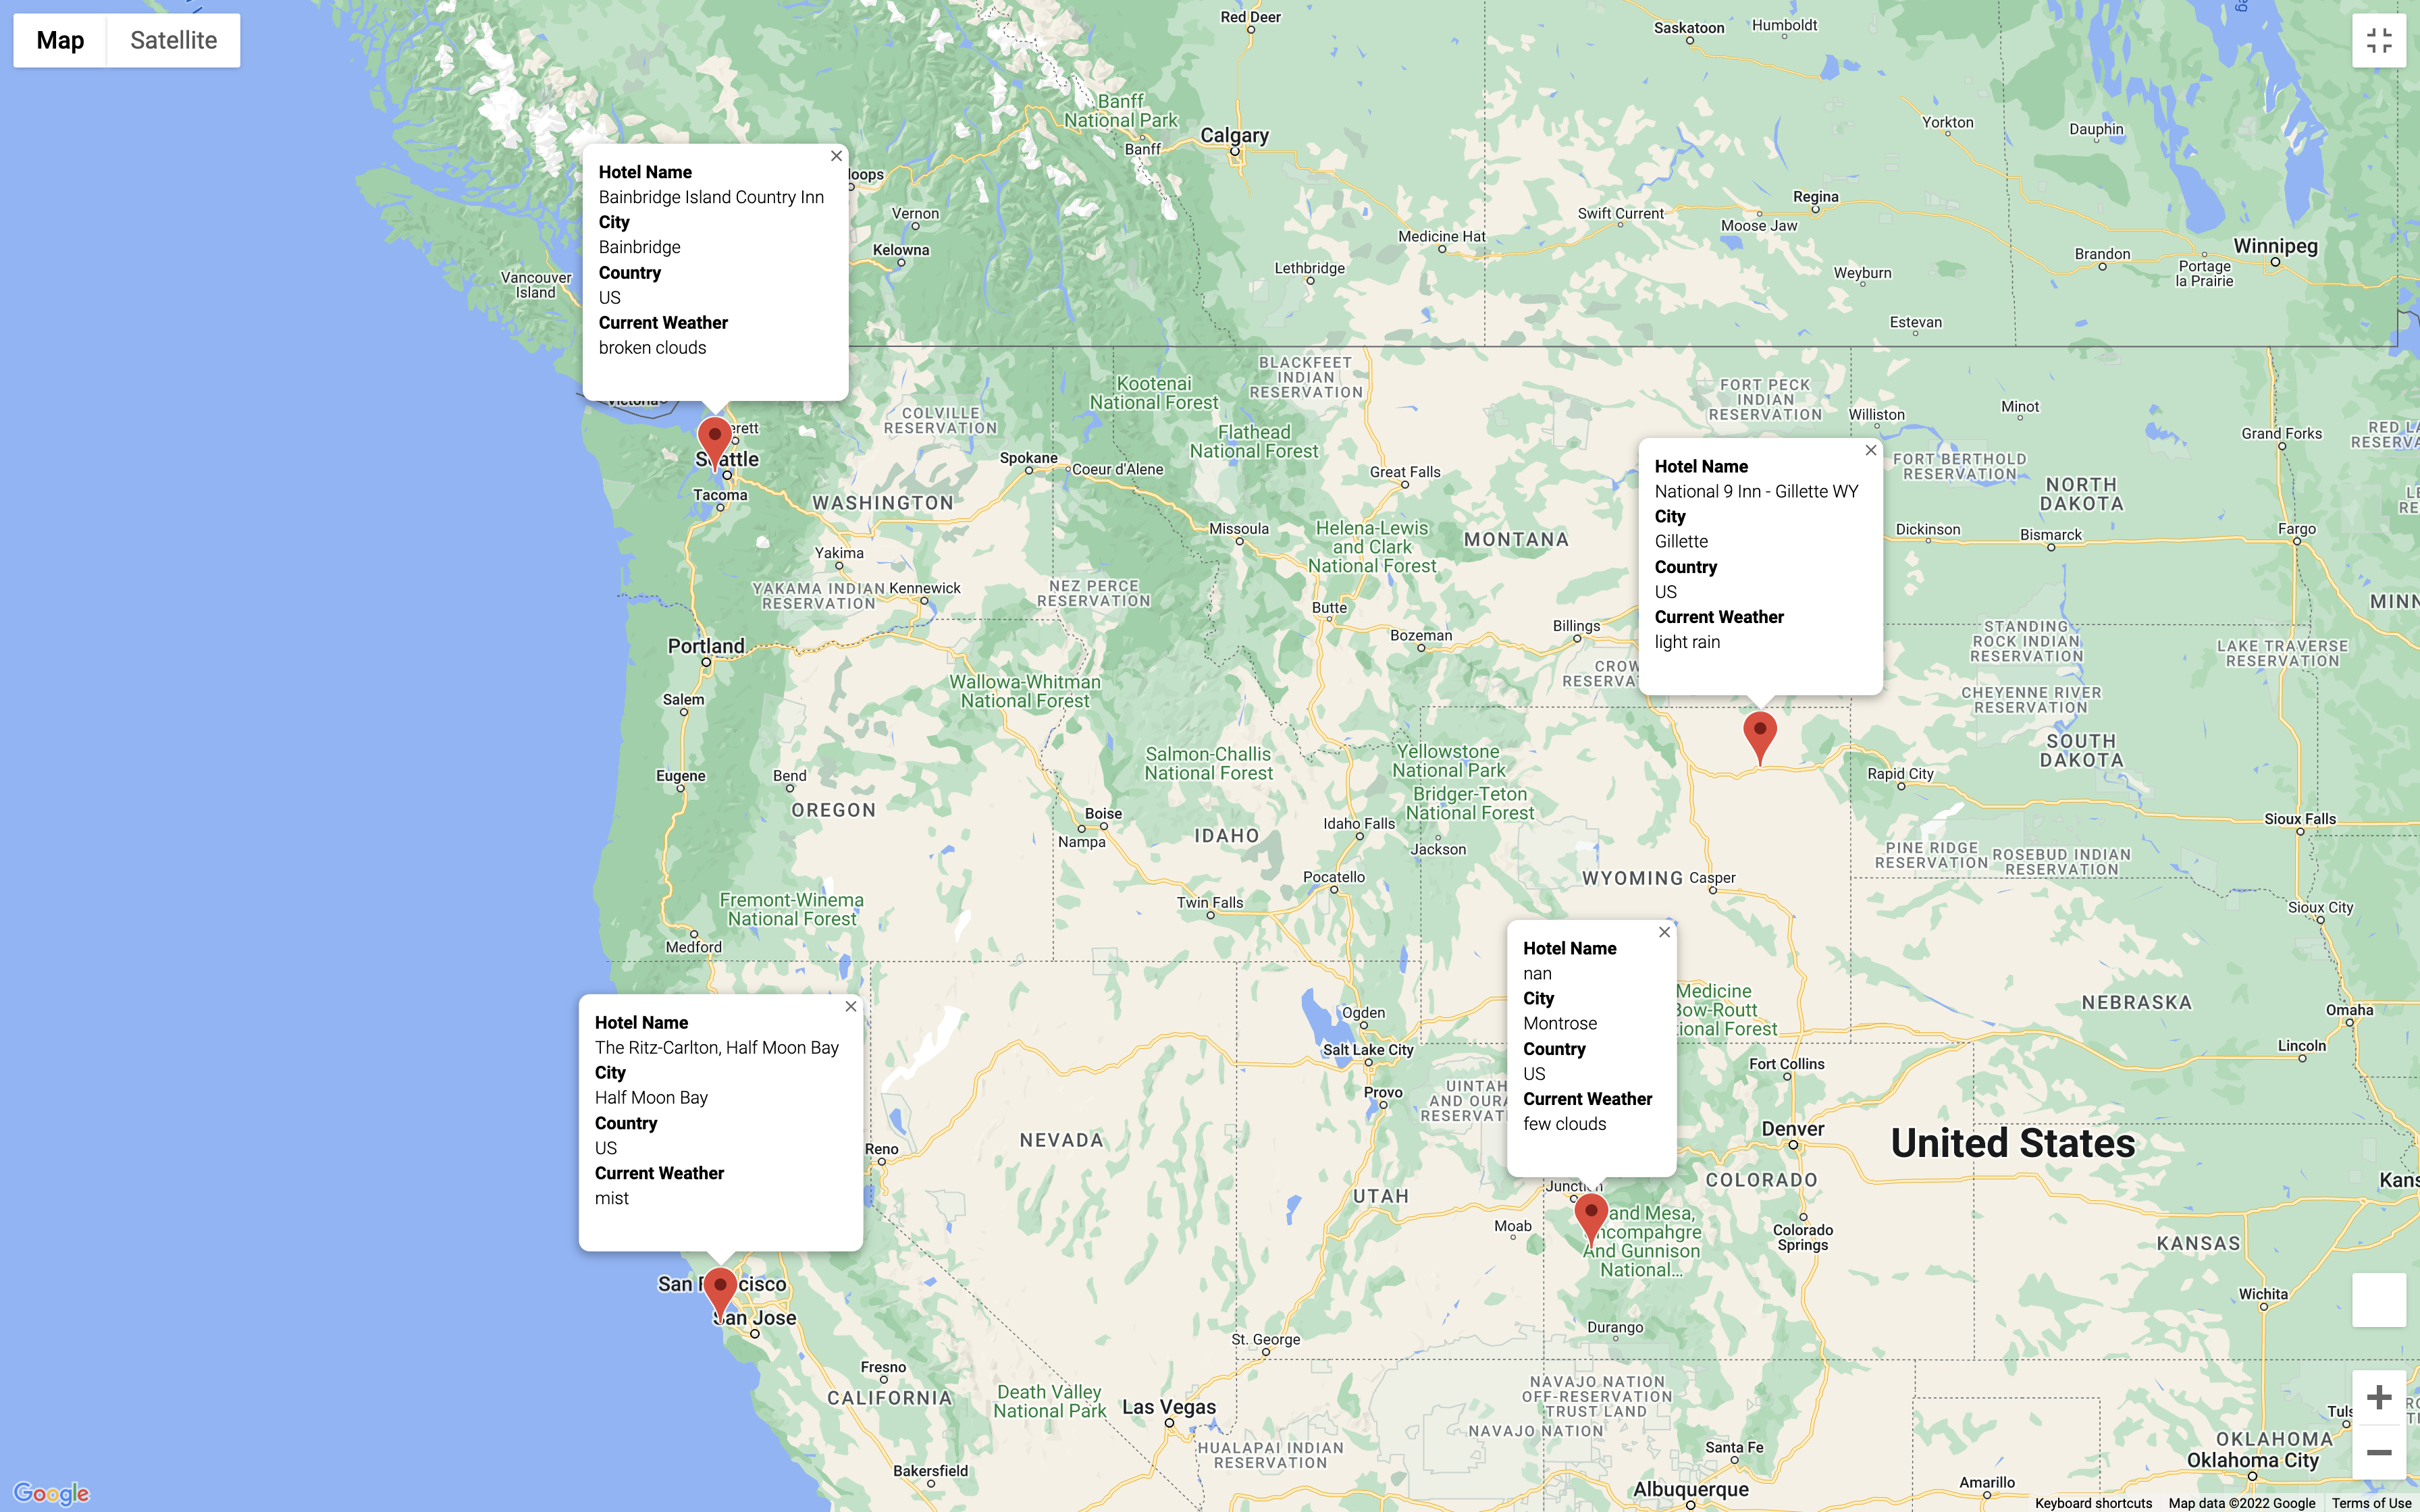 Map
Satellite
Red Deer
Saskatoon
Humboldt
Banff
National Park
Banff
Calgary
Yorkton
Dauphin
Hotel Name
Bainbridge Island Country Inn
City
Bainbridge
Country
US
Current Weather
broken clouds
loops
Vernon
Kelowna
Vancouver
Island
Medicine Hat
Swift Current
Moose Jaw
Regina
Lethbridge
Weyburn
Brandon
Portage
la Prairie
Winnipeg
Estevan
Victoria
BLACKFEET
INDIAN
RESERVATION
Kootenai
National Forest
FORT PECK
INDIAN
RESERVATION
Williston
Minot
COLVILLE
RESERVATION
Flathead
National Forest
Grand Forks
RED LA
RESERVA
erett
Seattle
Tacoma
Spokane
Coeur d'Alene
Great Falls
WASHINGTON
Hotel Name
National 9 Inn - Gillette WY
City
Gillette
Country
US
Current Weather
light rain
FORT BERTHOLD
RESERVATION
NORTH
DAKOTA
Dickinson
Bismarck
Fargo
LE
RE
Missoula
Helena-Lewis
and Clark
National Forest
MONTANA
Yakima
YAKAMA INDIAN
RESERVATION
Kennewick
NEZ PERCE
RESERVATION
Butte
Bozeman
Billings
CROW
RESERVA
STANDING
ROCK INDIAN
RESERVATION
MINN
LAKE TRAVERSE
RESERVATION
Portland
Salem
Wallowa-Whitman
National Forest
CHEYENNE RIVER
RESERVATION
Salmon-Challis
National Forest
Yellowstone
National Park
Bridger-Teton
National Forest
SOUTH
DAKOTA
Rapid City
Eugene
Bend
OREGON
Boise
Nampa
IDAHO
Idaho Falls
Jackson
Sioux Falls
PINE RIDGE
RESERVATION
ROSEBUD INDIAN
RESERVATION
Pocatello
WYOMING
Casper
Fremont-Winema
National Forest
Twin Falls
Sioux City
Medford
Hotel Name
nan
City
Montrose
Country
US
Current Weather
few clouds
Medicine
Bow-Routt
ional Forest
NEBRASKA
Omaha
Hotel Name
The Ritz-Carlton, Half Moon Bay
City
Half Moon Bay
Country
US
Current Weather
mist
Ogden
Salt Lake City
Provo
UINTAH
AND OURA
RESERVAT
Fort Collins
Lincoln
Reno
NEVADA
Denver
United States
COLORADO
Kans
UTAH
Junction
Moab
and Mesa,
ncompahgre
And Gunnison
National...
Colorado
Springs
KANSAS
San Francisco
San Jose
Wichita
St. George
Durango
Fresno
CALIFORNIA
Death Valley
National Park
Las Vegas
NAVAJO NATION
OFF-RESERVATION
TRUST LAND
NAVAJO NATION
Tuls
HUALAPAI INDIAN
RESERVATION
Santa Fe
OKLAHOMA
Oklahoma City
Bakersfield
Albuquerque
Amarillo
Google
Keyboard shortcuts
Map data ©2022 Google
Terms of Use